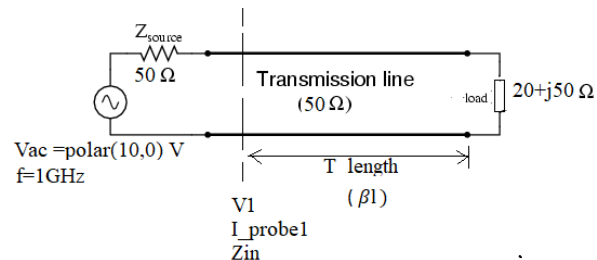 Zsource
50 Ω
Transmission line
(50 Ω)
load
20+j50 Ω
Vac =polar(10,0) V
f=1GHz
T length
(βl)
V1
I_probe1
Zin
,